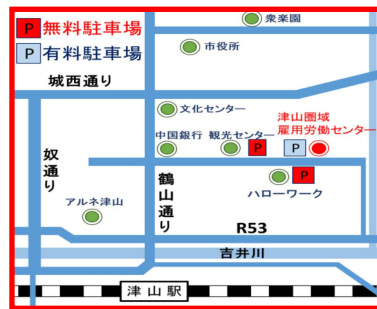 衆楽園
P 無料駐車場
市役所
P 有料駐車場
城西通り
文化センター
津山圏域
雇用労働センター
中国銀行 観光センター
P P
奴通り
鶴山通り
P
ハローワーク
アルネ津山
R53
吉井川
津山駅